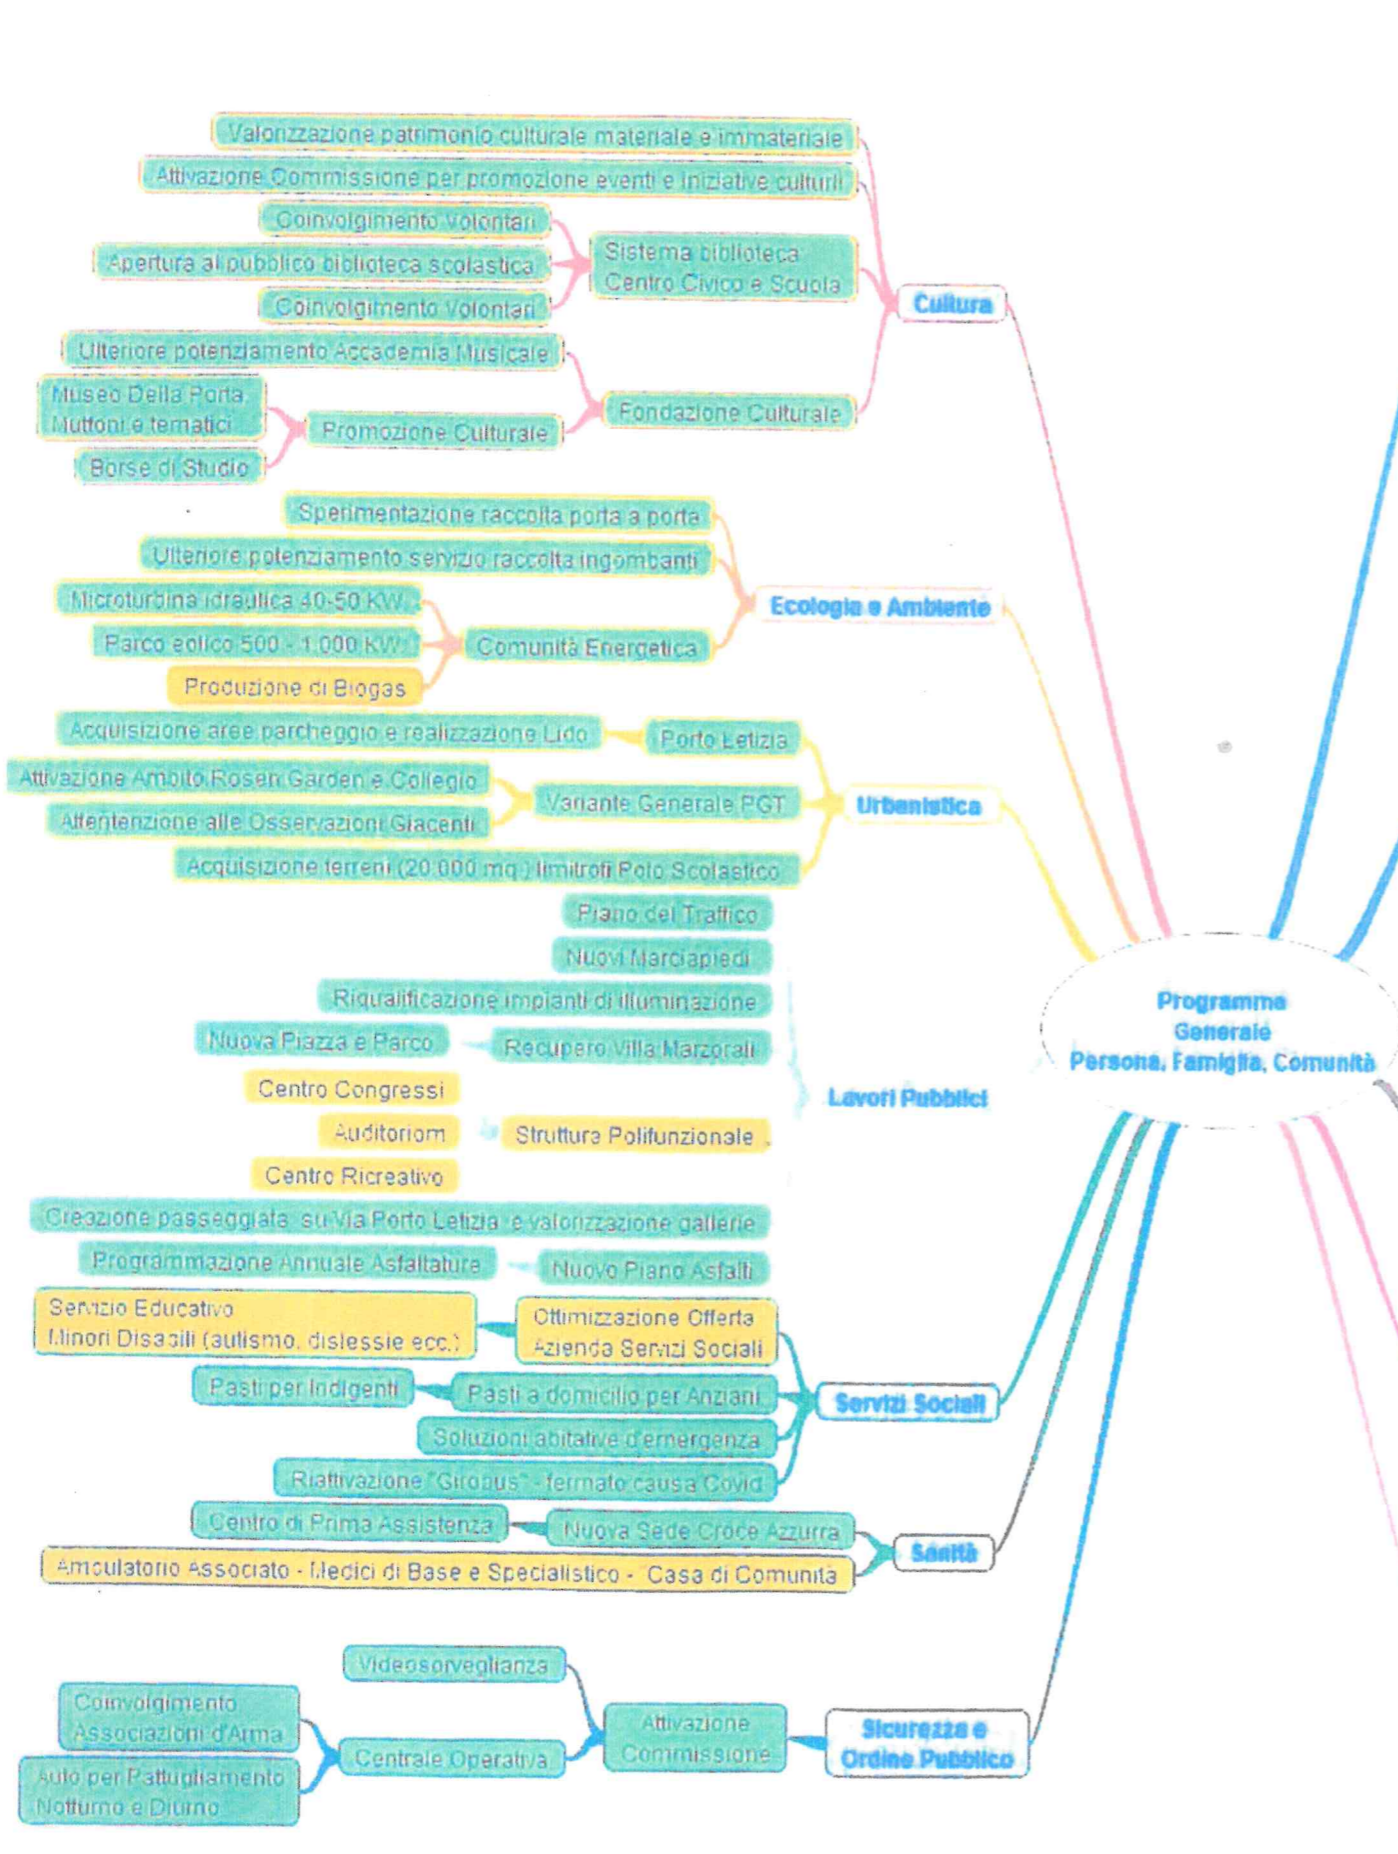 Valorizzazione patrimonio culturale materiale e immateriale
Attivazione Commissione per promozione eventi e iniziative culturli
Coinvolgimento Volontari
Apertura al pubblico biblioteca scolastica
Coinvolgimento Volontari
Sistema biblioteca
Centro Civico e Scuola
Cultura
Ulteriore potenziamento Accademia Musicale
Museo Della Porta,
Muttoni e tematici
Borse di Studio
Promozione Culturale
Fondazione Culturale
Sperimentazione raccolta porta a porta
Ulteriore potenziamento servizio raccolta ingombanti
Microturbina idraulica 40-50 KW.
Parco eolico 500 - 1.000 KW.
Produzione di Biogas
Comunità Energetica
Ecologia e Ambiente
Acquisizione aree parcheggio e realizzazione Lido
Porto Letizia
Attivazione Ambito Rosen Garden e Collegio
Attentenzione alle Osservazioni Giacenti
Variante Generale PGT
Urbanistica
Acquisizione terreni (20.000 mq.) limitrofi Polo Scolastico
Piano del Traffico
Nuovi Marciapiedi
Riqualificazione impianti di illuminazione
Nuova Piazza e Parco
Recupero Villa Marzorati
Centro Congressi
Auditoriom
Centro Ricreativo
Struttura Polifunzionale
Lavori Pubblici
Creazione passeggiata su Via Porto Letizia e valorizzazione gallerie
Programmazione Annuale Asfaltature
Nuovo Piano Asfalti
Programma
Generale
Persona, Famiglia, Comunità
Servizio Educativo
Minori Disabili (autismo, dislessie ecc.)
Ottimizzazione Offerta
Azienda Servizi Sociali
Pasti per Indigenti
Pasti a domicilio per Anziani
Soluzioni abitative d'emergenza
Riattivazione "Girobus" - fermato causa Covid
Servizi Sociali
Centro di Prima Assistenza
Nuova Sede Croce Azzurra
Ambulatorio Associato - Medici di Base e Specialistico - Casa di Comunità
Sanità
Videosorveglianza
Coinvolgimento
Associazioni d'Arma
Auto per Pattugliamento
Notturno e Diurno
Centrale Operativa
Attivazione
Commissione
Sicurezza e
Ordine Pubblico